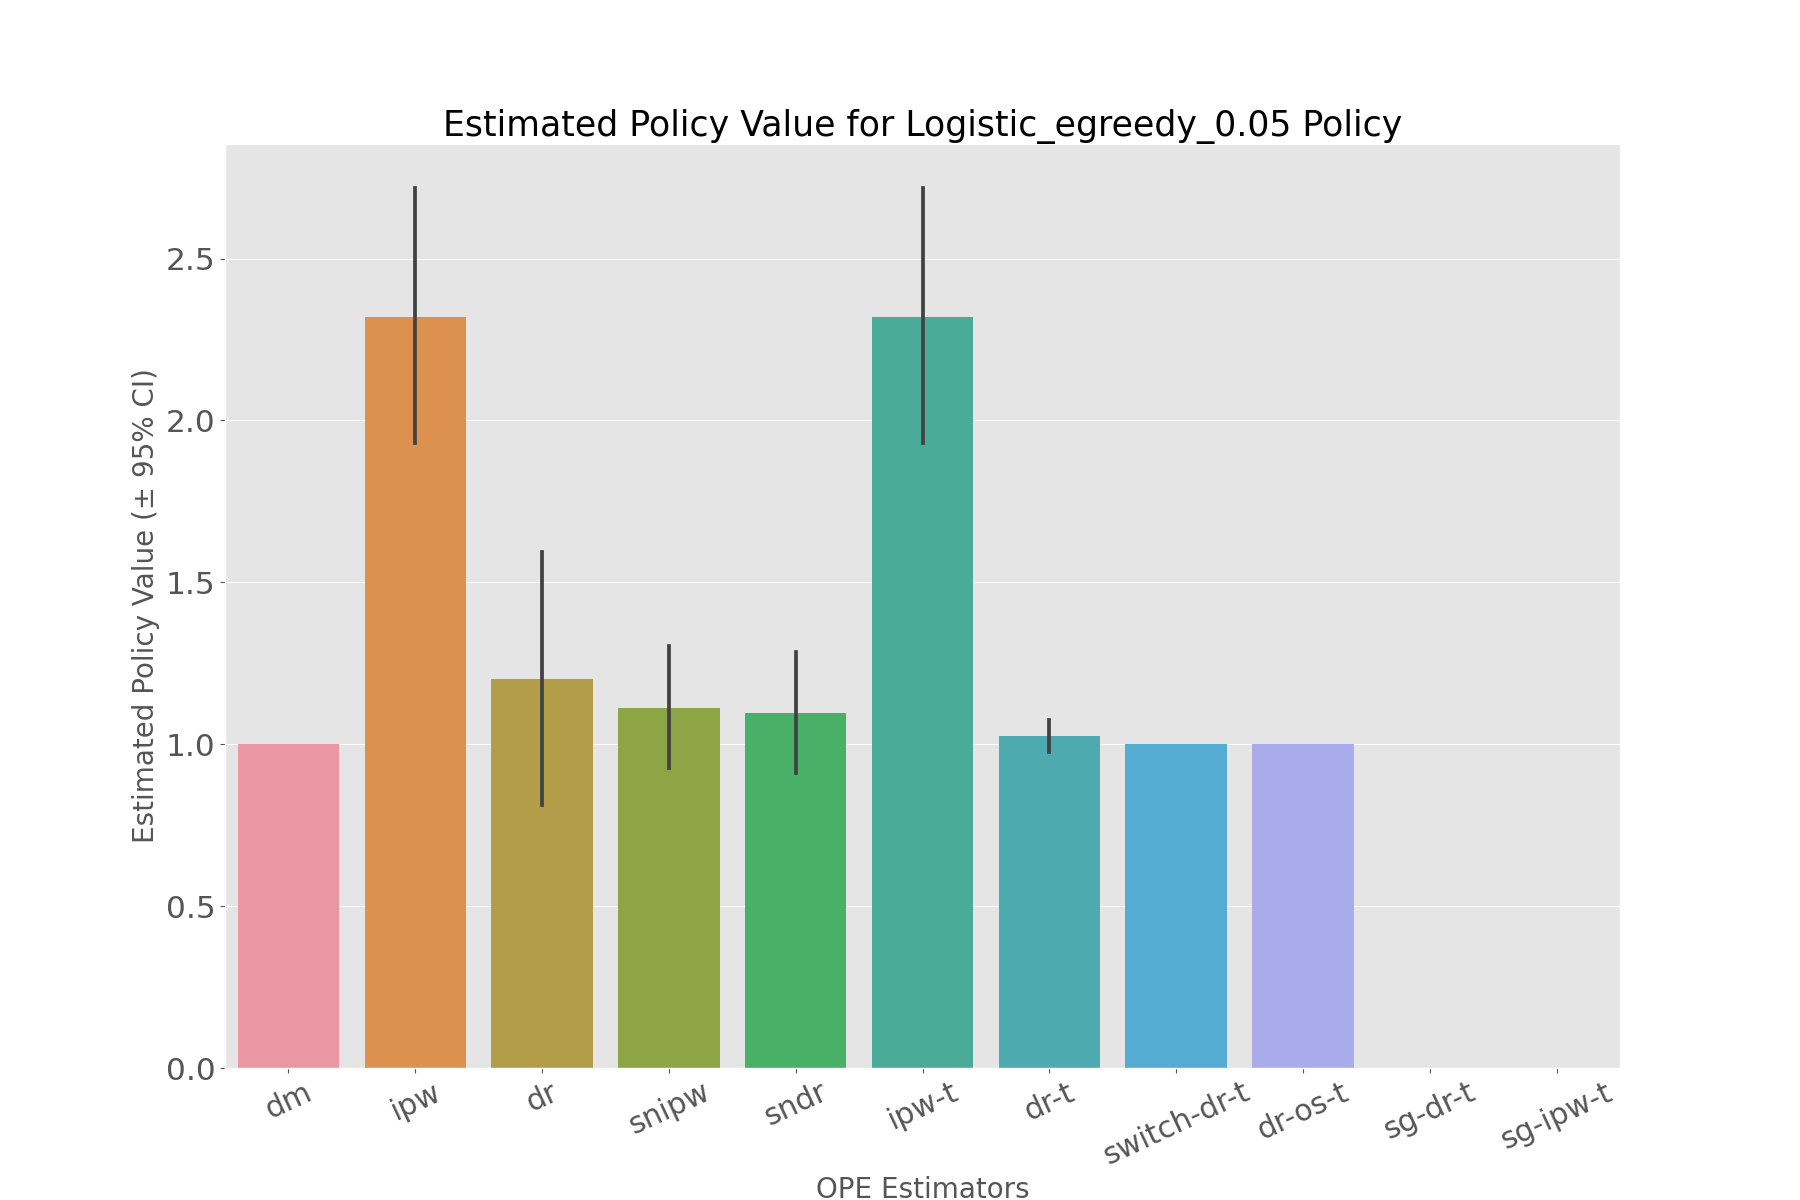 Estimated Policy Value for Logistic_egreedy_0.05 Policy
Estimated Policy Value (± 95% CI)
2.5
2.0
1.5
1.0
0.5
0.0
dm
ipw
dr
snipw
sndr
ipw-t
dr-t
switch-dr-t
dr-os-t
sg-dr-t
sg-ipw-t
OPE Estimators